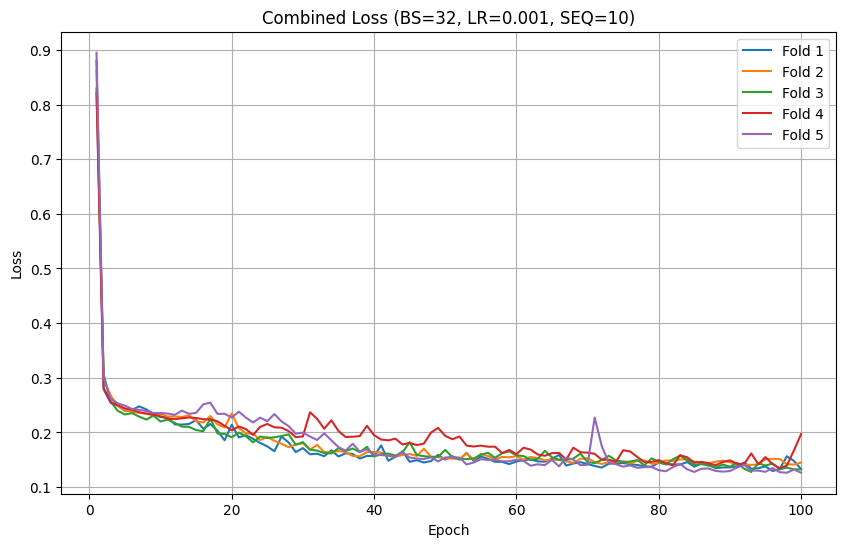 Combined Loss (BS=32, LR=0.001, SEQ=10)
Fold 1
Fold 2
Fold 3
Fold 4
Fold 5
Loss
0.9
0.8
0.7
0.6
0.5
0.4
0.3
0.2
0.1
0 20 40 60 80 100
Epoch